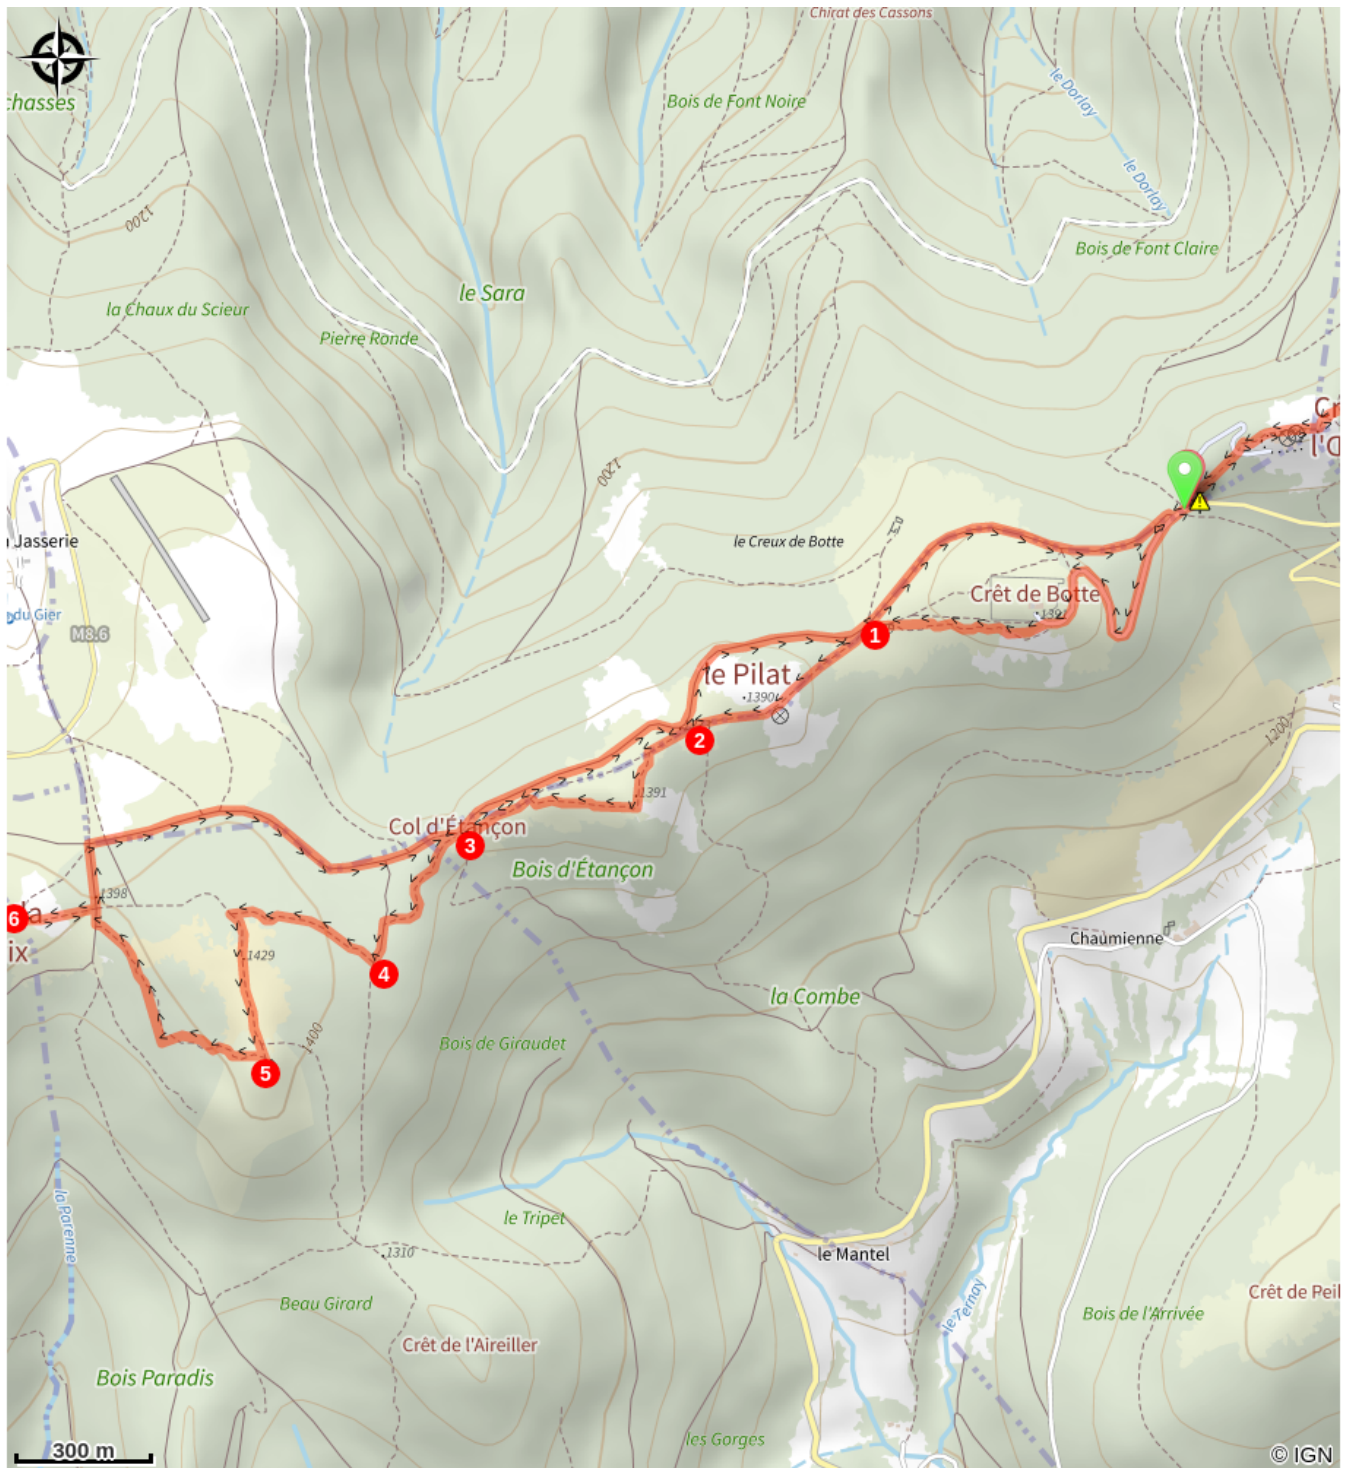 Chirat des Cassons
le Dorlay
Bois de Font Noire
chasses
le Dorlay
1200
Bois de Font Claire
le Sara
la Chaux du Scieur
Pierre Ronde
Cr
l'
1200
le Creux de Botte
Jasserie
Crêt de Botte
du Gier
M8.6
1
le Pilat
1390
1200
2
1391
Col d'Étançon
3
Bois d'Étançon
1398
6
la
ix
Chaumienne
1429
4
la Combe
1400
Bois de Giraudet
5
la Parenne
le Tripet
1310
le Mantel
Crêt de Peil
Beau Girard
le Ternay
Bois de l'Arrivée
Crêt de l'Aireiller
Bois Paradis
les Gorges
300 m
© IGN